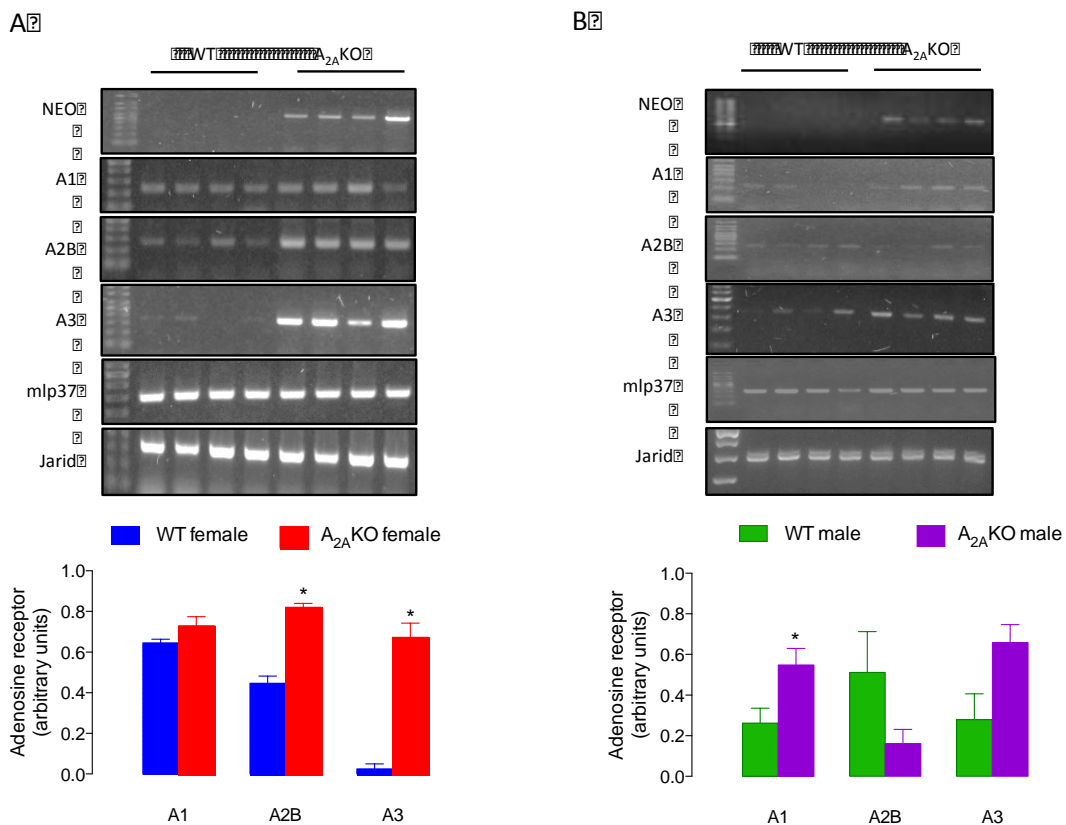 A
WT A2AKO
NEO
A1
A2B
A3
mlp37
Jarid
WT female A2AKO female
Adenosine receptor
(arbitrary units)
1.0
0.8
0.6
0.4
0.2
0.0
* *
A1 A2B A3
B
WT A2AKO
NEO
A1
A2B
A3
mlp37
Jarid
WT male A2AKO male
Adenosine receptor
(arbitrary units)
1.0
0.8
0.6
0.4
0.2
0.0
*
A1 A2B A3